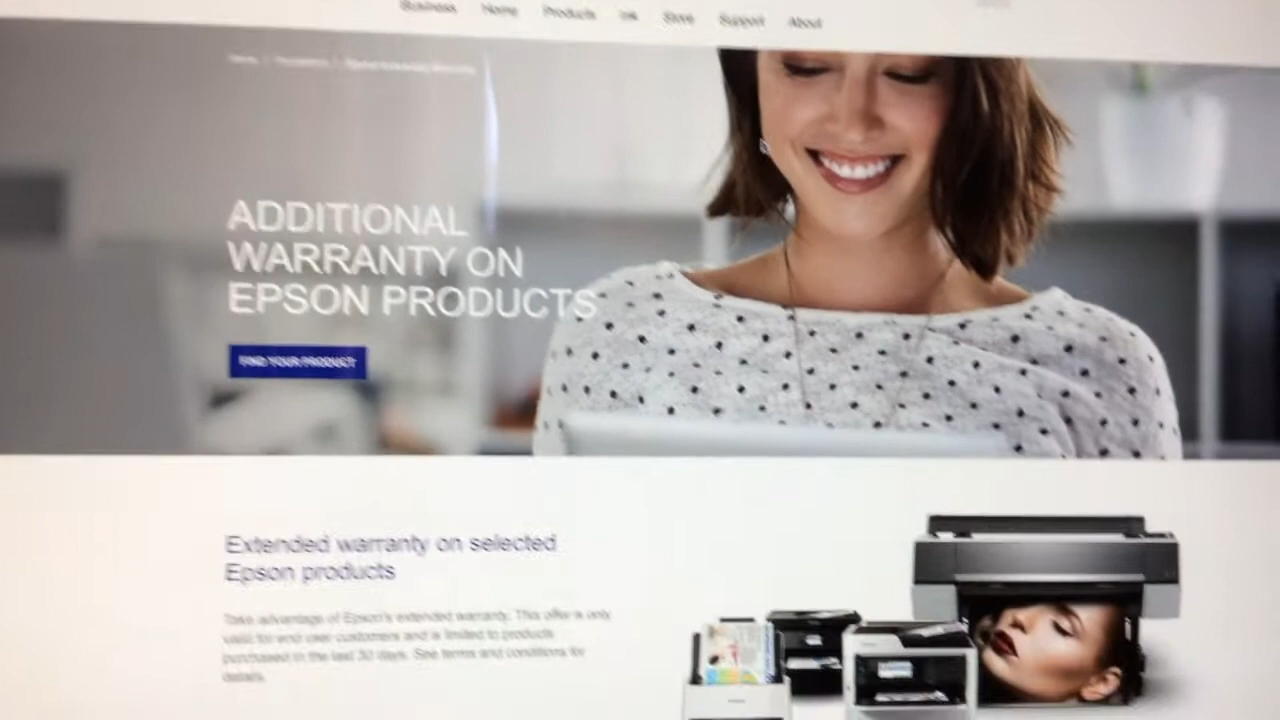 Business Home Products Ink Store Support About
ADDITIONAL
WARRANTY ON
EPSON PRODUCTS
FIND YOUR PRODUCT
Extended warranty on selected
Epson products
Take advantage of Epson's extended warranty. This offer is only
valid for end user customers and is limited to products
purchased in the last 30 days. See terms and conditions for
details.